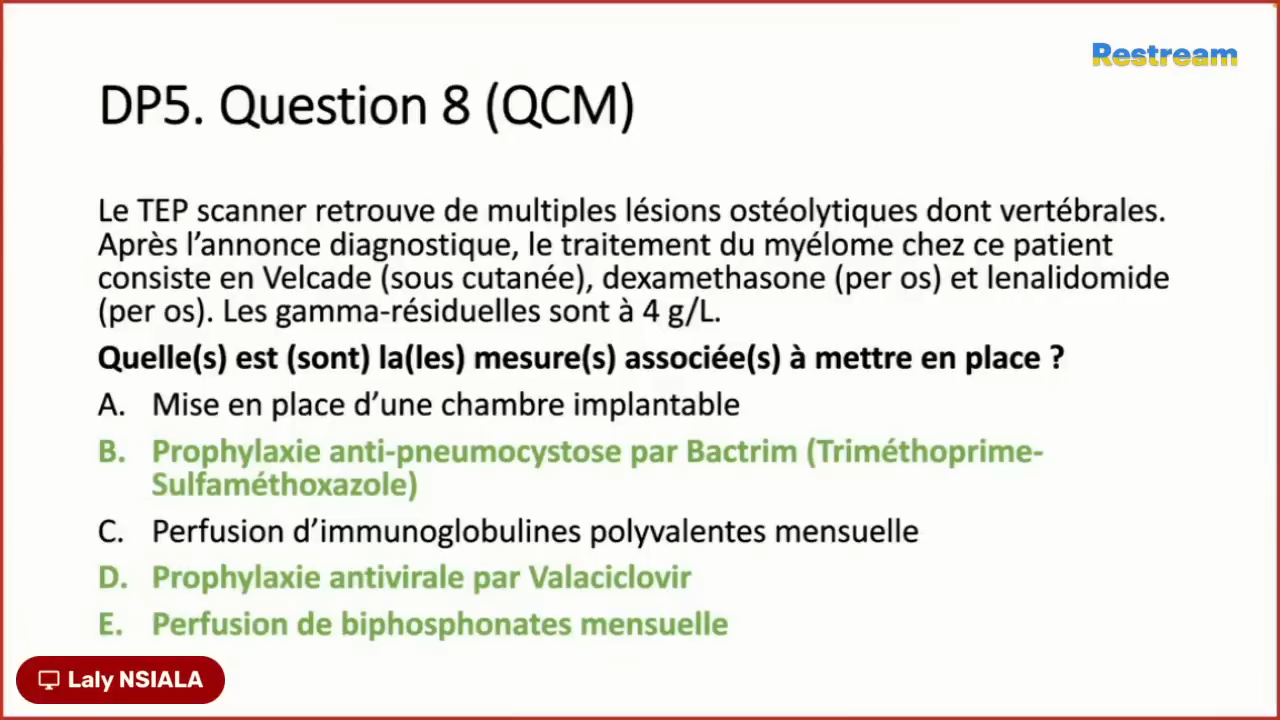 Restream
DP5. Question 8 (QCM)
Le TEP scanner retrouve de multiples lésions ostéolytiques dont vertébrales.
Après l’annonce diagnostique, le traitement du myélome chez ce patient
consiste en Velcade (sous cutanée), dexamethasone (per os) et lenalidomide
(per os). Les gamma-résiduelles sont à 4 g/L.
Quelle(s) est (sont) la(les) mesure(s) associée(s) à mettre en place ?
A. Mise en place d’une chambre implantable
B. Prophylaxie anti-pneumocystose par Bactrim (Triméthoprime-
Sulfaméthoxazole)
C. Perfusion d’immunoglobulines polyvalentes mensuelle
D. Prophylaxie antivirale par Valaciclovir
E. Perfusion de biphosphonates mensuelle
Laly NSIALA